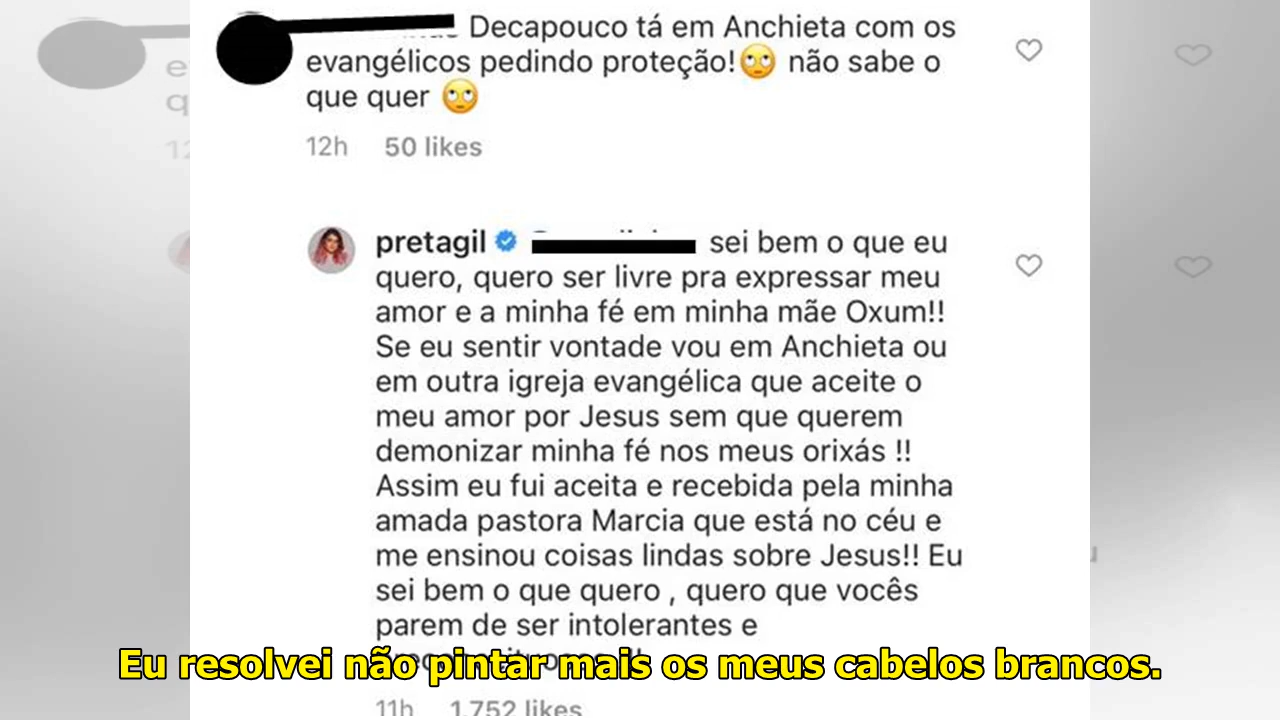 Decapouco tá em Anchieta com os
evangélicos pedindo proteção!🙄 não sabe o
que quer 🙄
12h 50 likes
pretagil sei bem o que eu
quero, quero ser livre pra expressar meu
amor e a minha fé em minha mãe Oxum!!
Se eu sentir vontade vou em Anchieta ou
em outra igreja evangélica que aceite o
meu amor por Jesus sem que querem
demonizar minha fé nos meus orixás !!
Assim eu fui aceita e recebida pela minha
amada pastora Marcia que está no céu e
me ensinou coisas lindas sobre Jesus!! Eu
sei bem o que quero , quero que vocês
parem de ser intolerantes e
Eu resolvei não pintar mais os meus cabelos brancos.
11h 1.752 likes